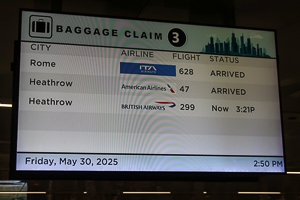 BAGGAGE CLAIM 3
CITY AIRLINE FLIGHT STATUS
Rome ITA 628 ARRIVED
Heathrow American Airlines 47 ARRIVED
Heathrow BRITISH AIRWAYS 299 Now 3:21P
Friday, May 30, 2025 2:50 PM